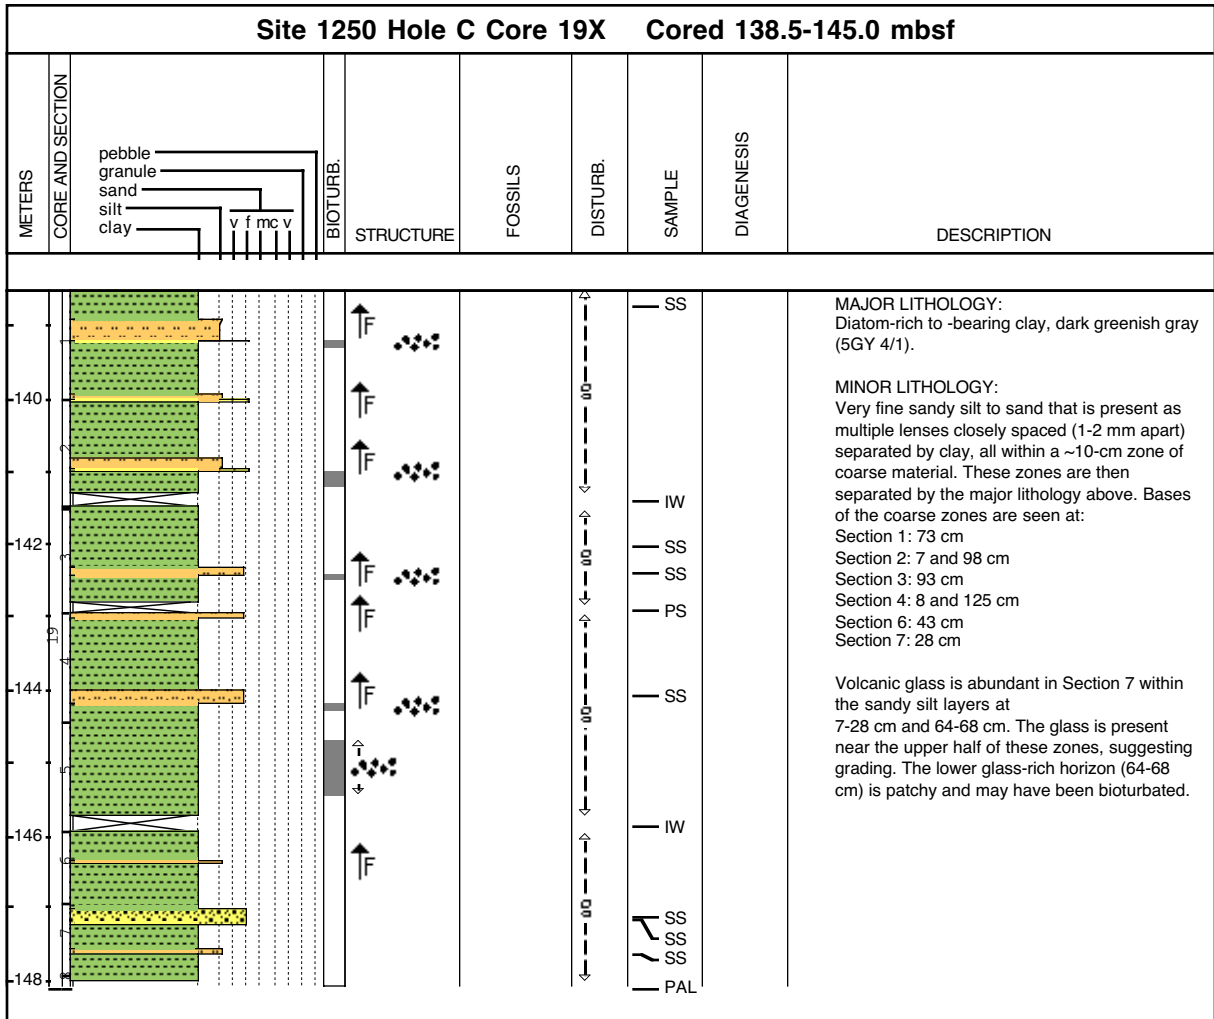 Site 1250 Hole C Core 19X Cored 138.5-145.0 mbsf
METERS
CORE AND SECTION
pebble
granule
sand
silt
clay
v f m c v
BIOTURB.
STRUCTURE
FOSSILS
DISTURB.
SAMPLE
DIAGENESIS
DESCRIPTION
140
142
144
146
148
19
1
2
3
4
5
6
7
8
F
F
F
F
F
F
F
SS
IW
SS
SS
PS
SS
IW
SS
SS
SS
PAL
MAJOR LITHOLOGY:
Diatom-rich to -bearing clay, dark greenish gray
(5GY 4/1).
MINOR LITHOLOGY:
Very fine sandy silt to sand that is present as
multiple lenses closely spaced (1-2 mm apart)
separated by clay, all within a ~10-cm zone of
coarse material. These zones are then
separated by the major lithology above. Bases
of the coarse zones are seen at:
Section 1: 73 cm
Section 2: 7 and 98 cm
Section 3: 93 cm
Section 4: 8 and 125 cm
Section 6: 43 cm
Section 7: 28 cm
Volcanic glass is abundant in Section 7 within
the sandy silt layers at
7-28 cm and 64-68 cm. The glass is present
near the upper half of these zones, suggesting
grading. The lower glass-rich horizon (64-68
cm) is patchy and may have been bioturbated.